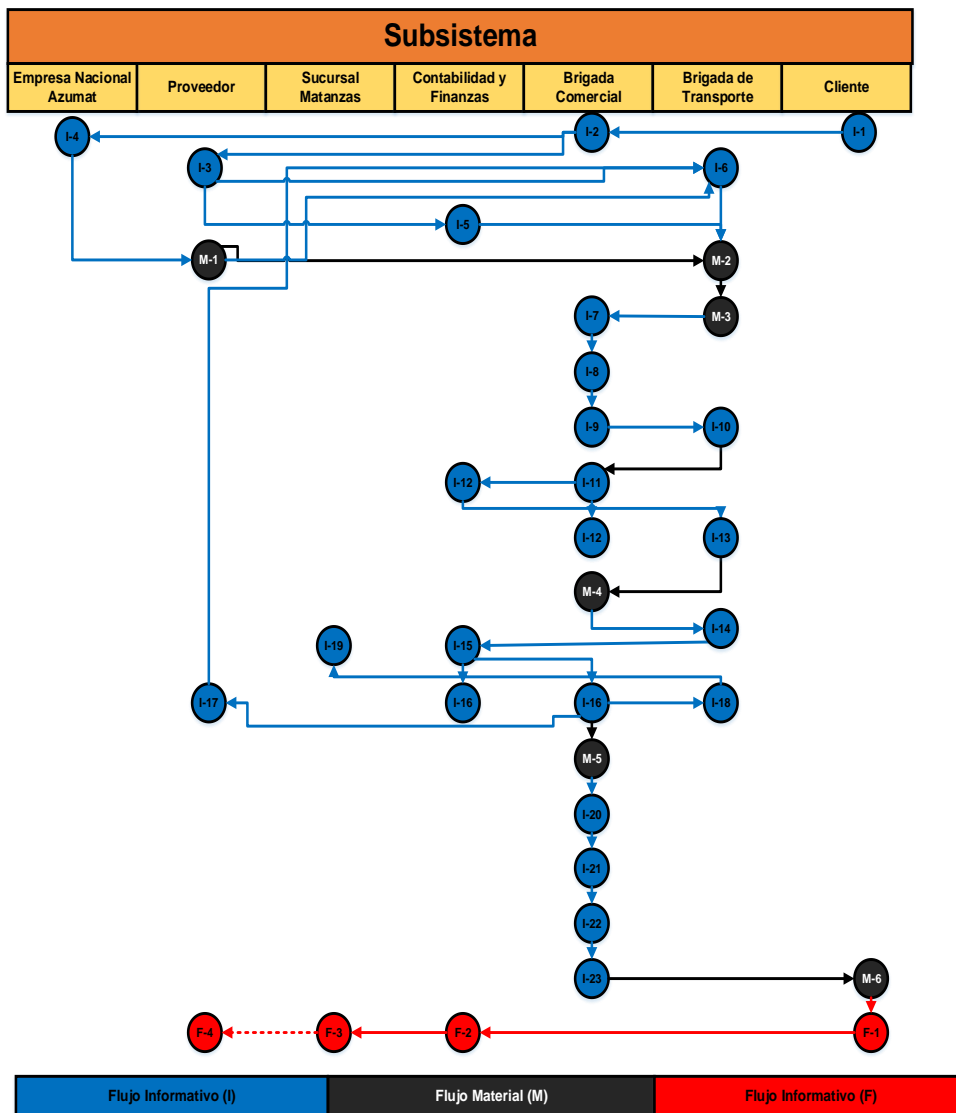 Subsistema
Empresa Nacional
Azumat
Proveedor
Sucursal
Matanzas
Contabilidad y
Finanzas
Brigada
Comercial
Brigada de
Transporte
Cliente
I-4
I-2
I-1
I-3
I-6
I-5
M-1
M-2
I-7
M-3
I-8
I-9
I-10
I-12
I-11
I-12
I-13
M-4
I-14
I-19
I-15
I-17
I-16
I-16
I-18
M-5
I-20
I-21
I-22
I-23
M-6
F-4
F-3
F-2
F-1
Flujo Informativo (I)
Flujo Material (M)
Flujo Informativo (F)